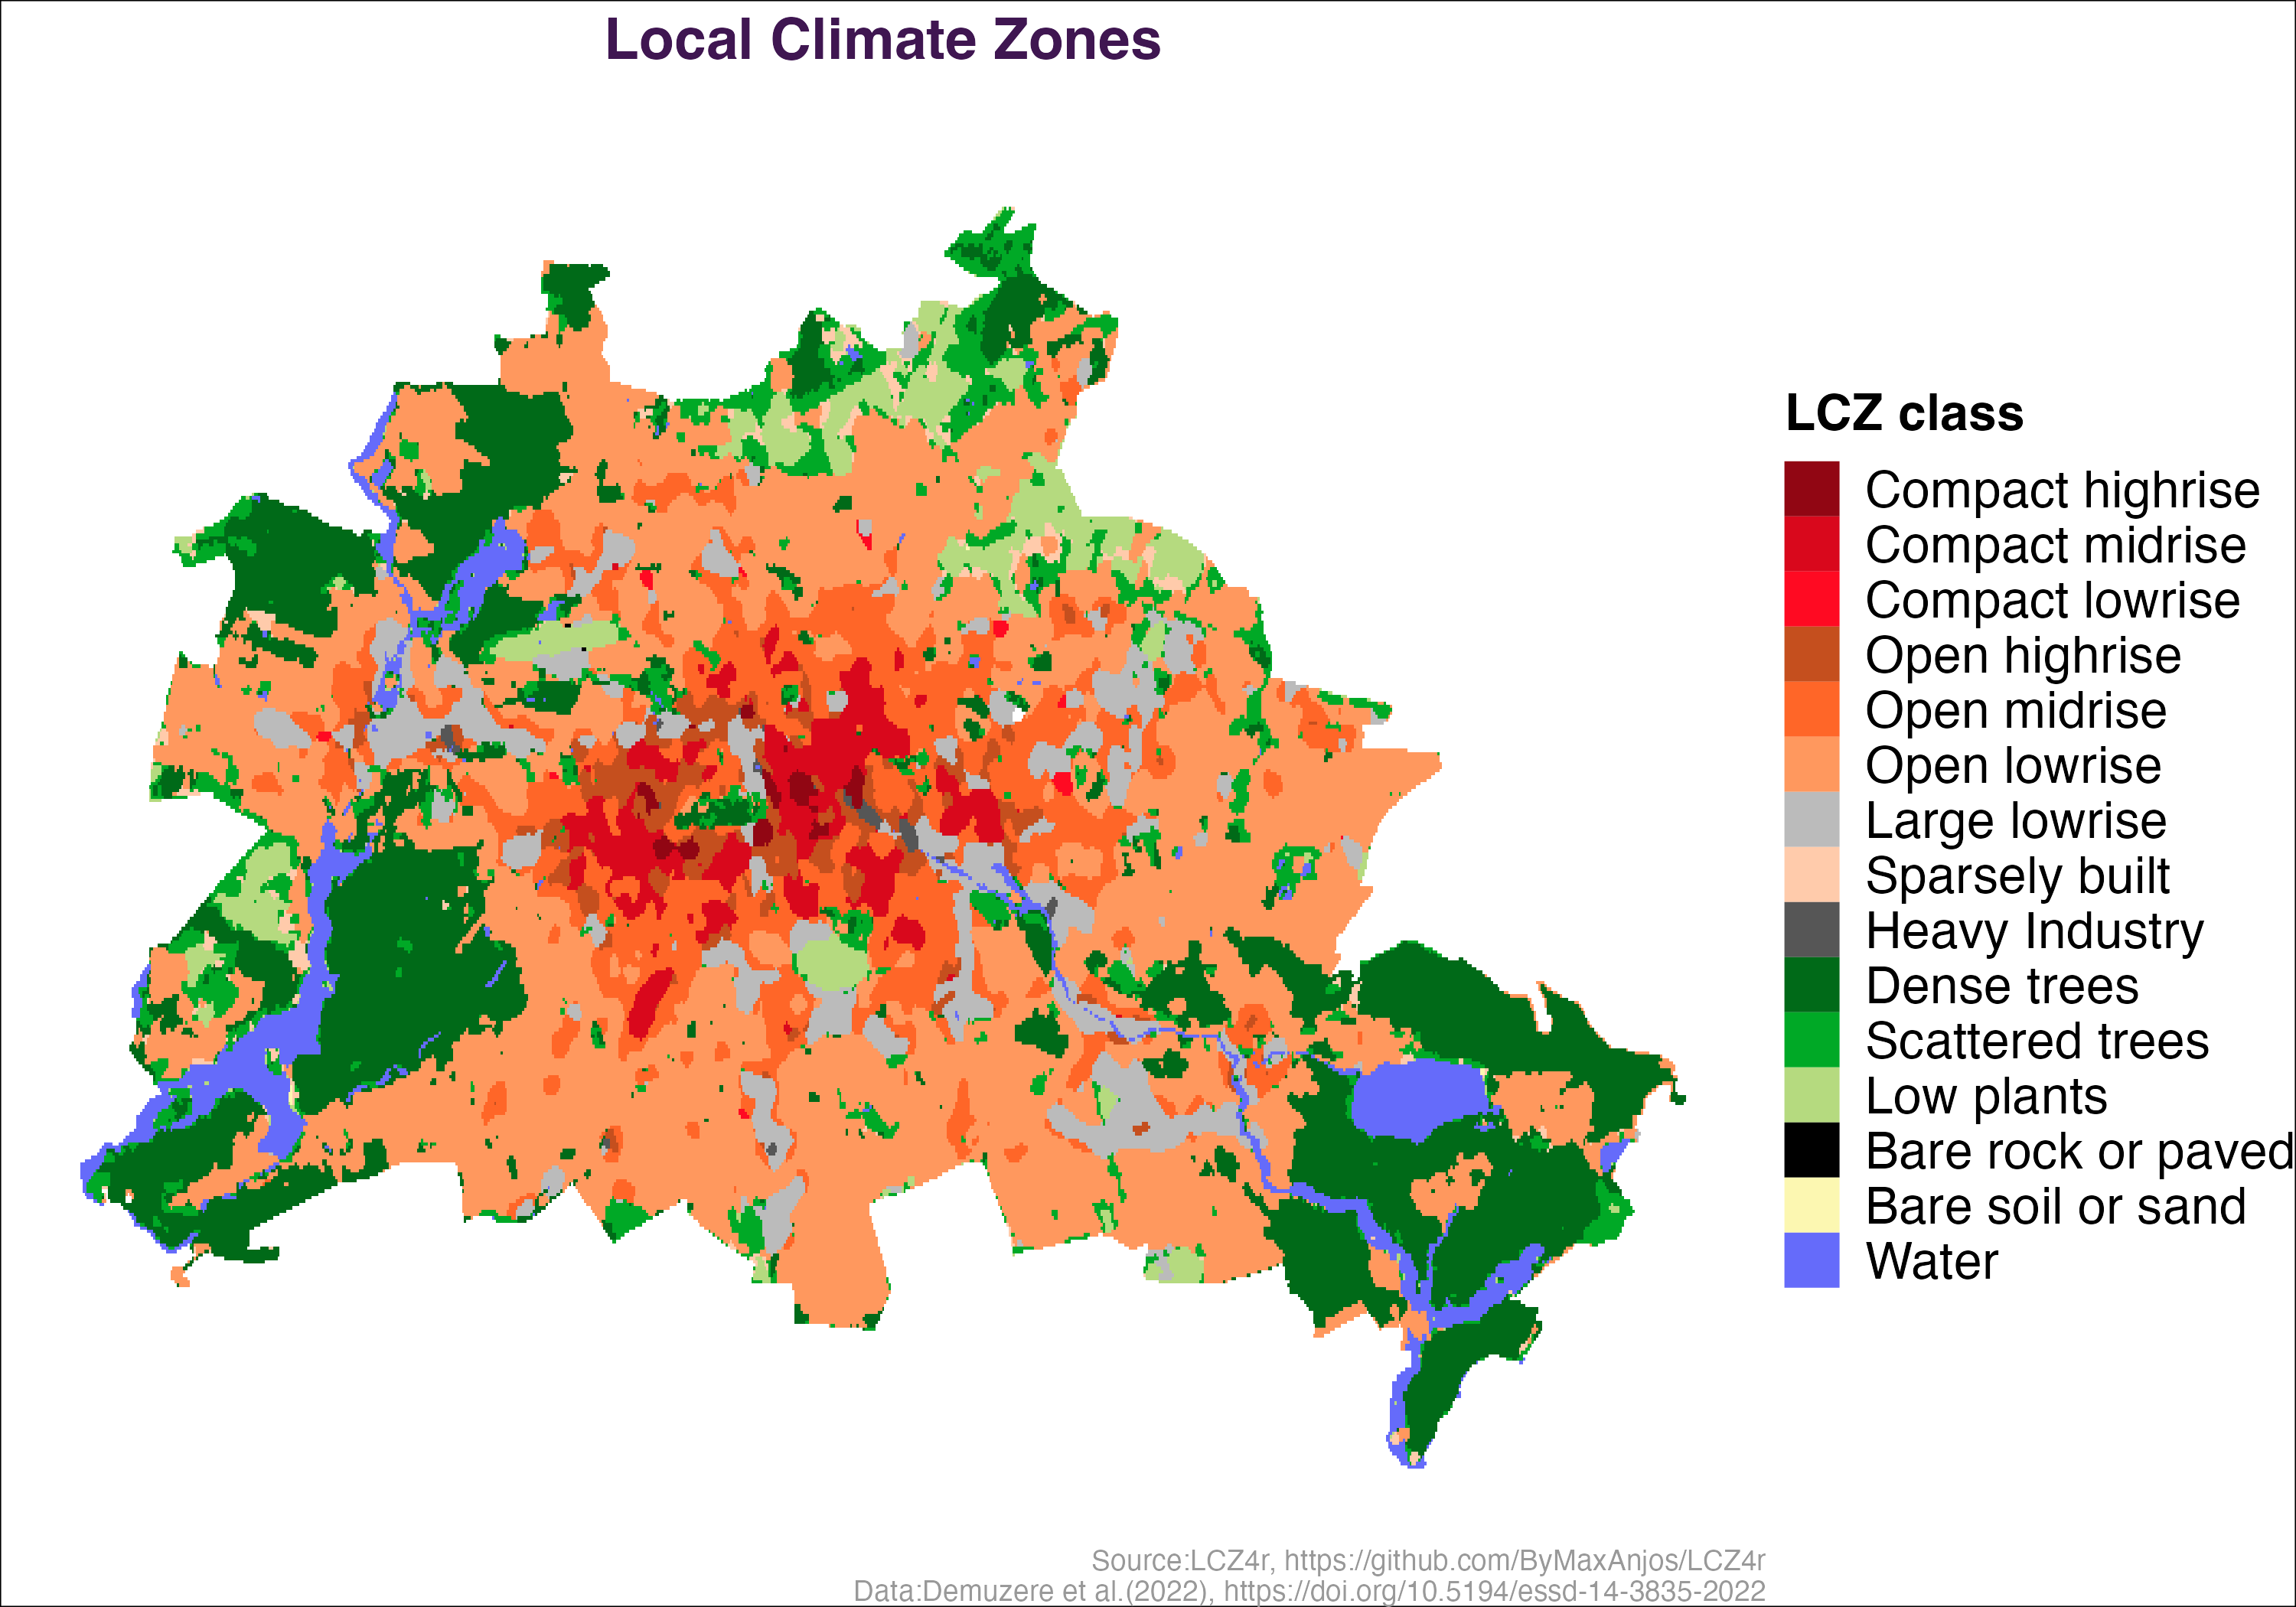 Local Climate Zones
LCZ class
Compact highrise
Compact midrise
Compact lowrise
Open highrise
Open midrise
Open lowrise
Large lowrise
Sparsely built
Heavy Industry
Dense trees
Scattered trees
Low plants
Bare rock or paved
Bare soil or sand
Water
Source:LCZ4r, https://github.com/ByMaxAnjos/LCZ4r
Data:Demuzere et al.(2022), https://doi.org/10.5194/essd-14-3835-2022